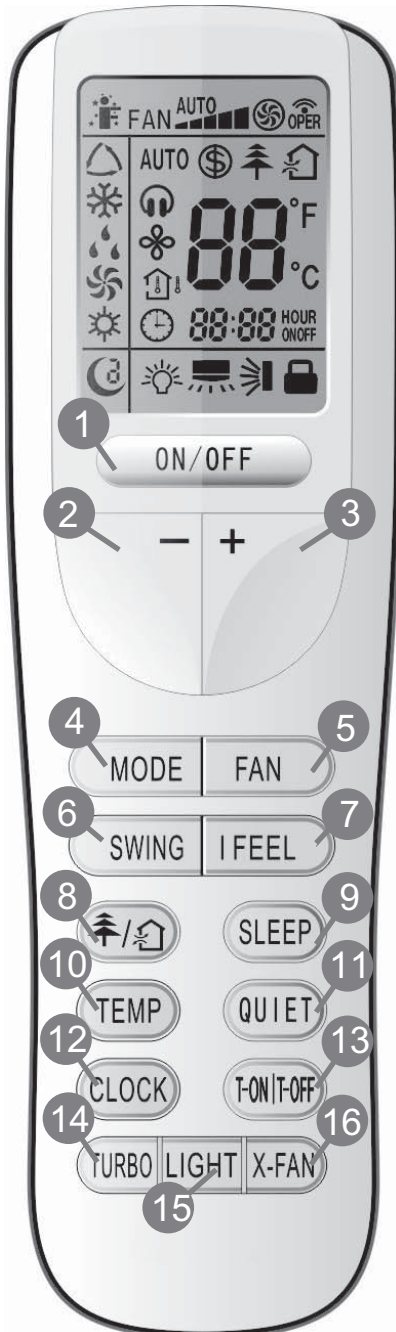 FAN AUTO OPER
AUTO
88 °F
°C
88:88 HOUR
ONOFF
1
ON/OFF
2 - + 3
4 5
MODE FAN
6 7
SWING I FEEL
8 9
/ SLEEP
10 11
TEMP QUIET
12 13
CLOCK T-ON|T-OFF
14 16
TURBO LIGHT X-FAN
15